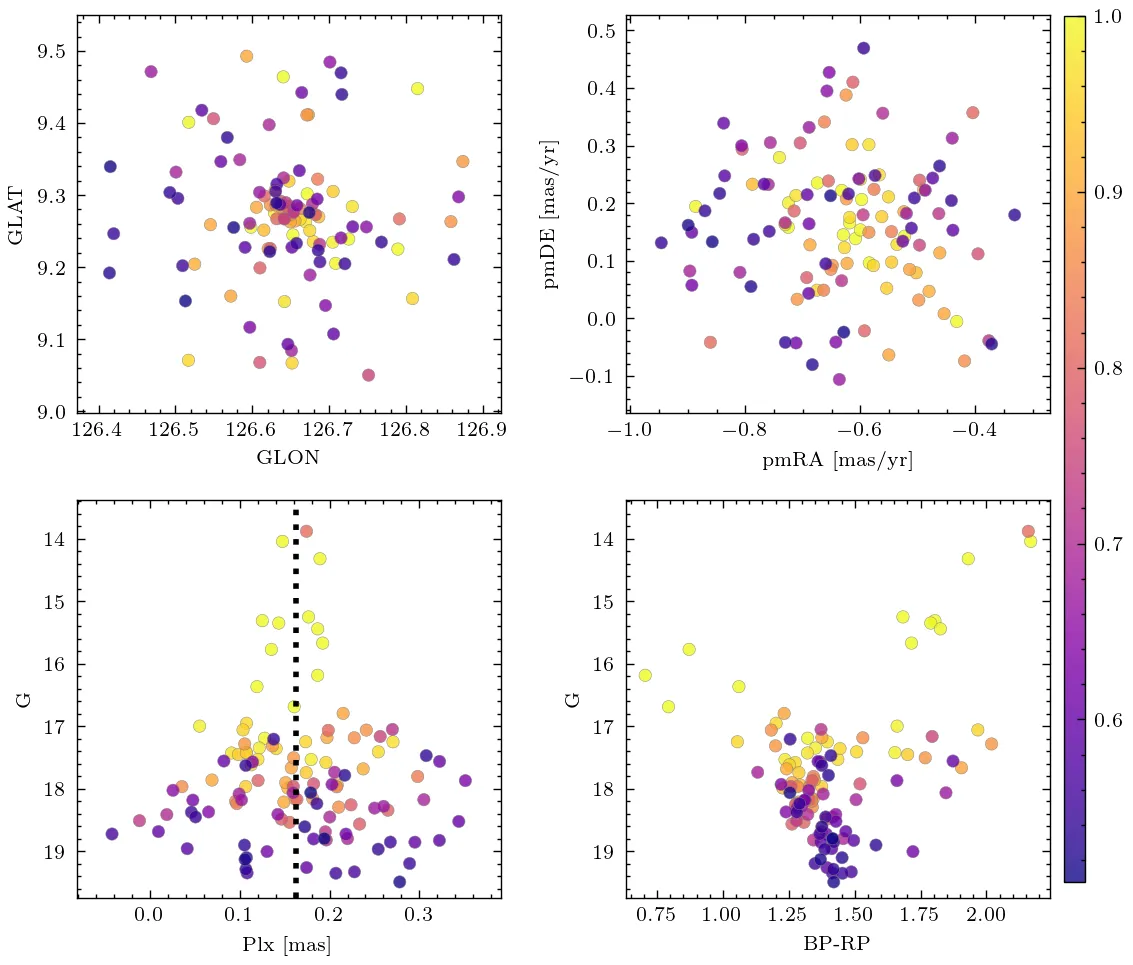 9.5
9.4
9.3
9.2
9.1
9.0
GLAT
126.4 126.5 126.6 126.7 126.8 126.9
GLON
0.5
0.4
0.3
0.2
0.1
0.0
−0.1
pmDE [mas/yr]
−1.0 −0.8 −0.6 −0.4
pmRA [mas/yr]
1.0
0.9
0.8
0.7
0.6
14
15
16
17
18
19
G
0.0 0.1 0.2 0.3
Plx [mas]
14
15
16
17
18
19
G
0.75 1.00 1.25 1.50 1.75 2.00
BP-RP